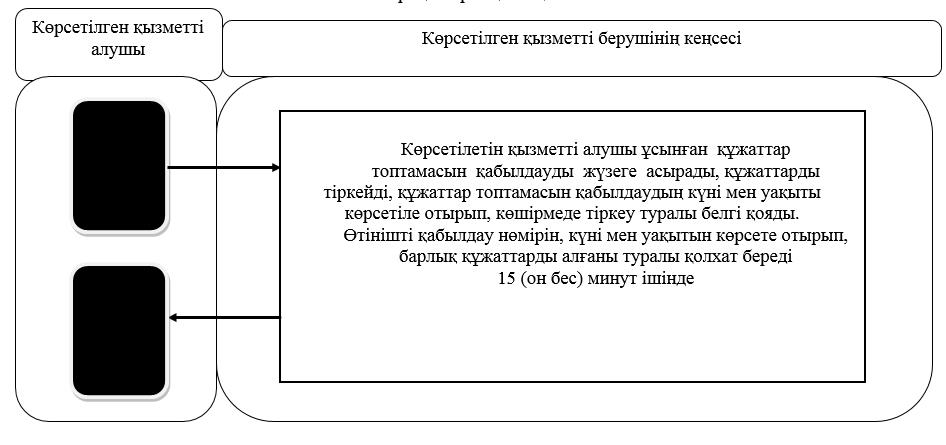 Көрсетілген қызметті
алушы
Көрсетілген қызметті берушінің кеңсесі
Көрсетілетін қызметті алушы ұсынған құжаттар
топтамасын қабылдауды жүзеге асырады, құжаттарды
тіркейді, құжаттар топтамасын қабылдаудың күні мен уақыты
көрсетіле отырып, көшірмеде тіркеу туралы белгі қояды.
Өтінішті қабылдау нөмірін, күні мен уақытын көрсете отырып,
барлық құжаттарды алғаны туралы қолхат береді
15 (он бес) минут ішінде